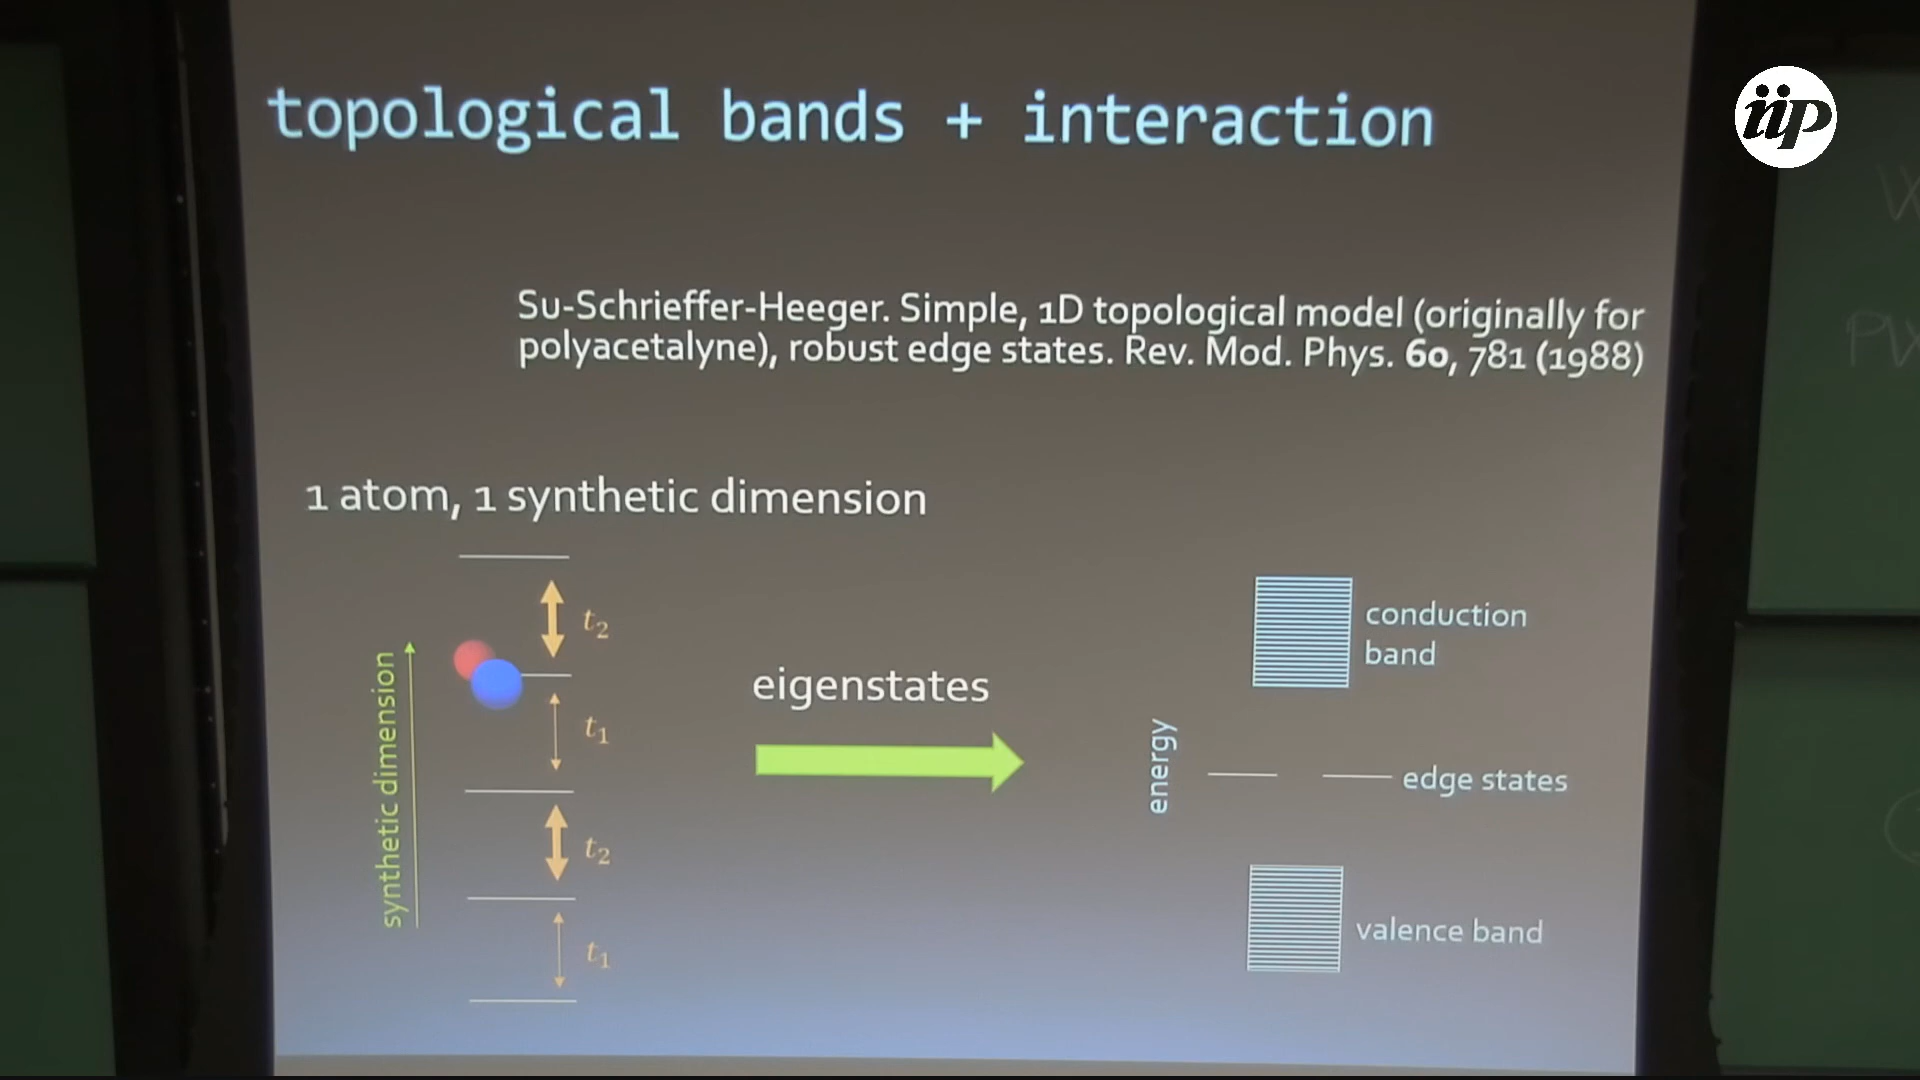 iip
topological bands + interaction
Su-Schrieffer-Heeger. Simple, 1D topological model (originally for
polyacetalyne), robust edge states. Rev. Mod. Phys. 60, 781 (1988)
1 atom, 1 synthetic dimension
t2
t1
t2
t1
synthetic dimension
eigenstates
energy
conduction
band
edge states
valence band